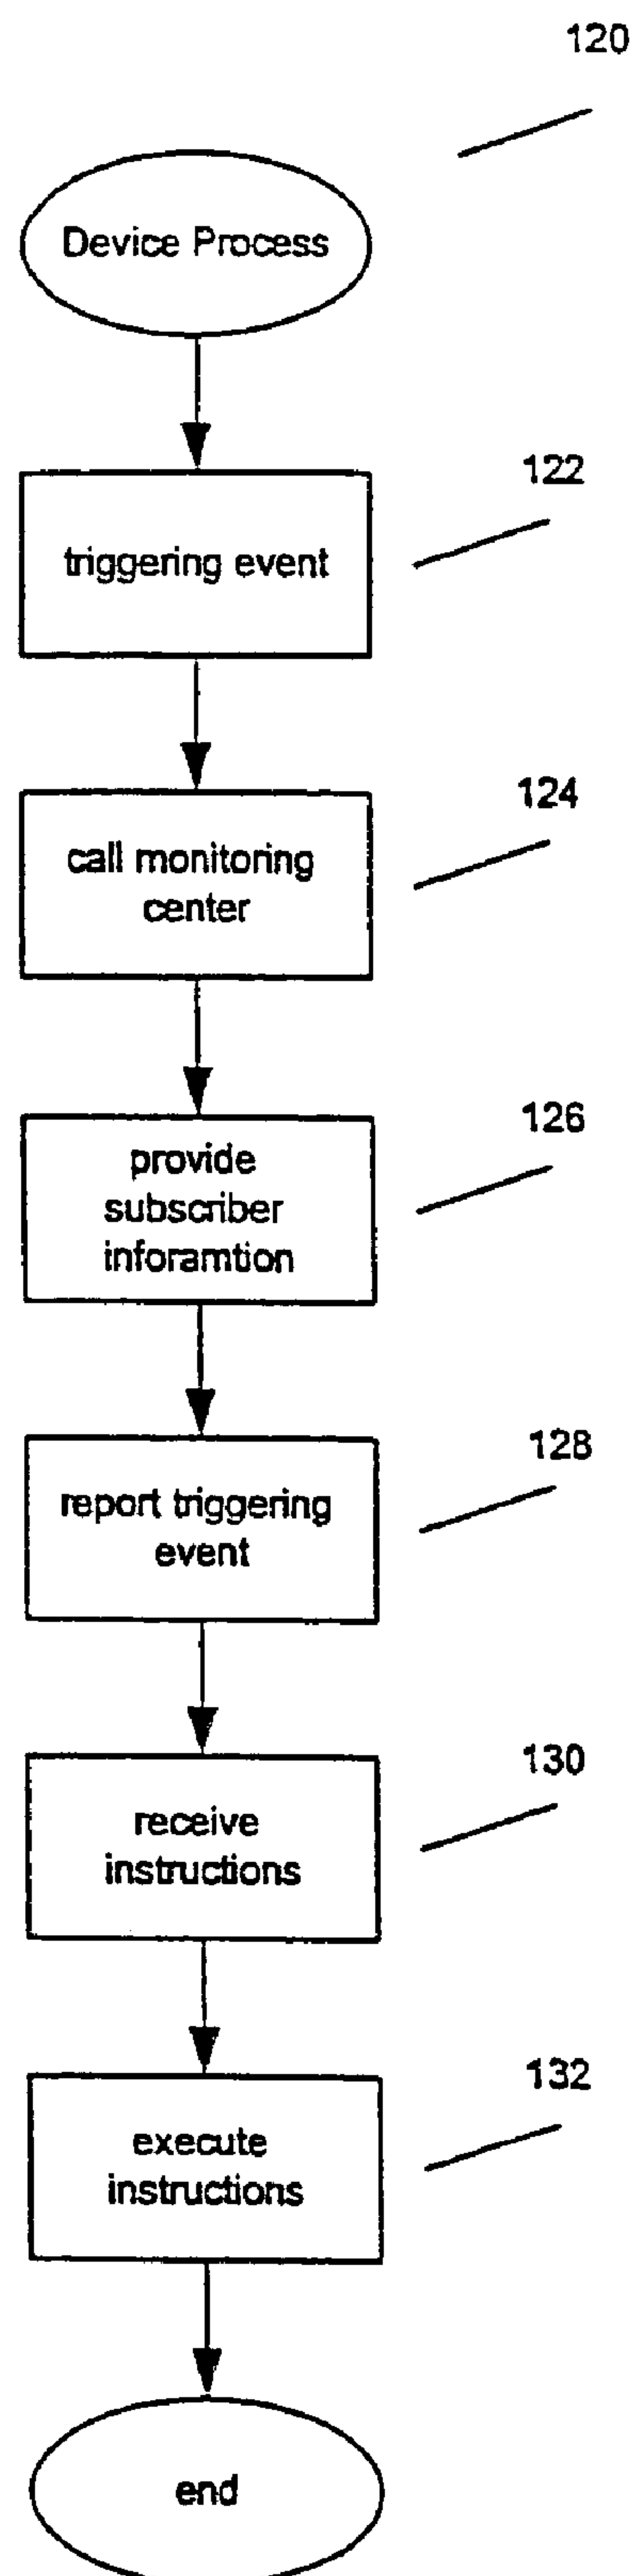 120
Device Process
122
triggering event
124
call monitoring
center
126
provide
subscriber
inforamtion
128
report triggering
event
130
receive
instructions
132
execute
instructions
end